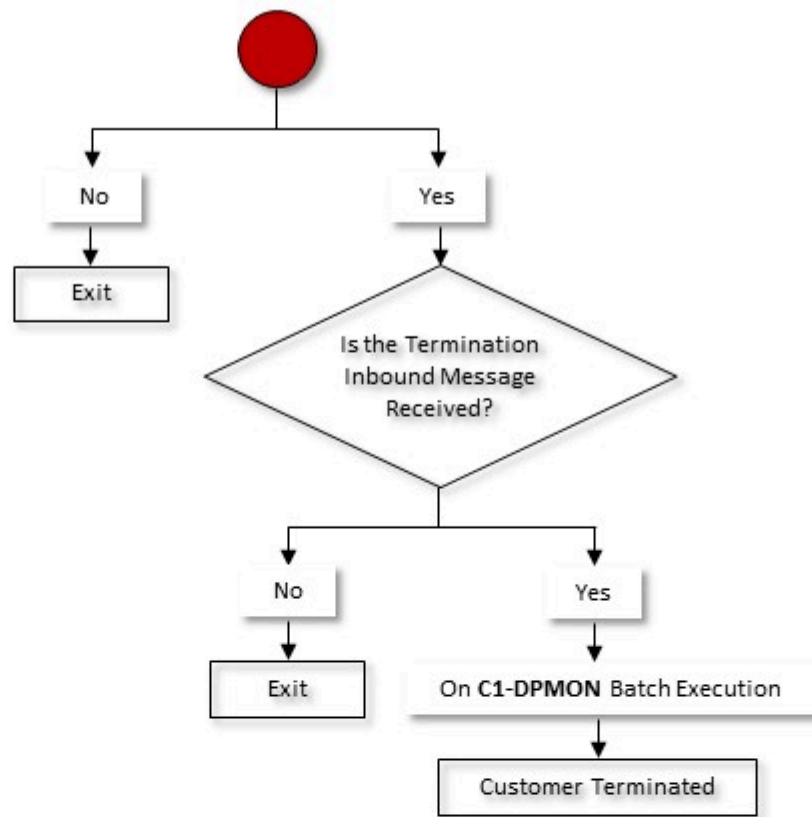 No
Yes
Exit
Is the Termination
Inbound Message
Received?
No
Yes
Exit
On C1-DPMON Batch Execution
Customer Terminated